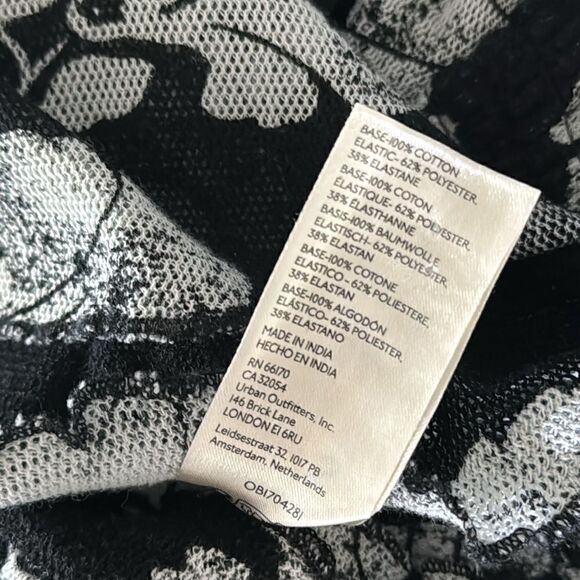 BASE-100% COTTON
ELASTIC- 62% POLYESTER.
38% ELASTANE
BASE-100% COTON
ELASTIQUE- 62% POLYESTER.
38% ELASTHANNE
BASIS-100% BAUMWOLLE
ELASTISCH- 62% POLYESTER.
38% ELASTAN
BASE-100% COTONE
ELASTICO - 62% POLIESTERE.
38% ELASTAN
BASE-100% ALGODÓN
ELÁSTICO- 62% POLIESTER.
38% ELASTANO
MADE IN INDIA
HECHO EN INDIA
RN 66170
CA 32054
Urban Outfitters, Inc.
146 Brick Lane
LONDON E1 6RU
Leidsestraat 32, 1017 PB
Amsterdam, Netherlands
OB170428